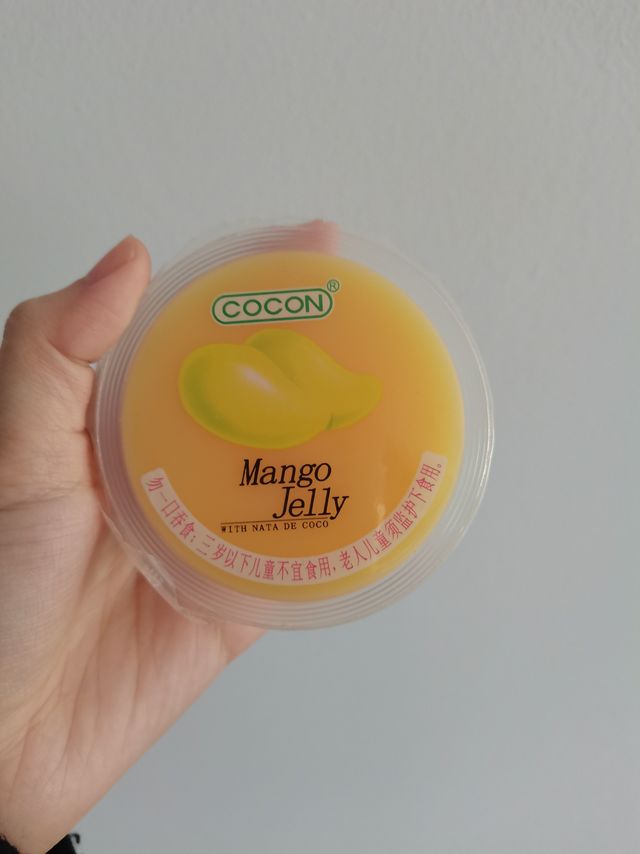 COCON®
Mango
Jelly
WITH NATA DE COCO
勿一口吞食；三岁以下儿童不宜食用，老人儿童须监护下食用。